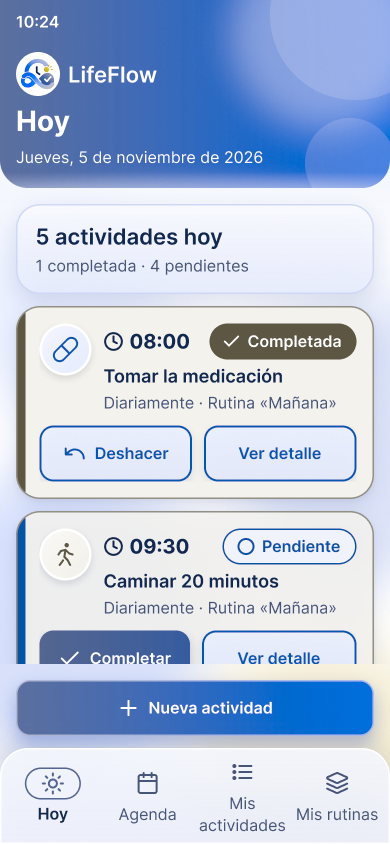 10:24
LifeFlow
Hoy
Jueves, 5 de noviembre de 2026
5 actividades hoy
1 completada · 4 pendientes
08:00
Completada
Tomar la medicación
Diariamente · Rutina «Mañana»
Deshacer
Ver detalle
09:30
Pendiente
Caminar 20 minutos
Diariamente · Rutina «Mañana»
Completar
Ver detalle
Nueva actividad
Hoy
Agenda
Mis
actividades
Mis rutinas